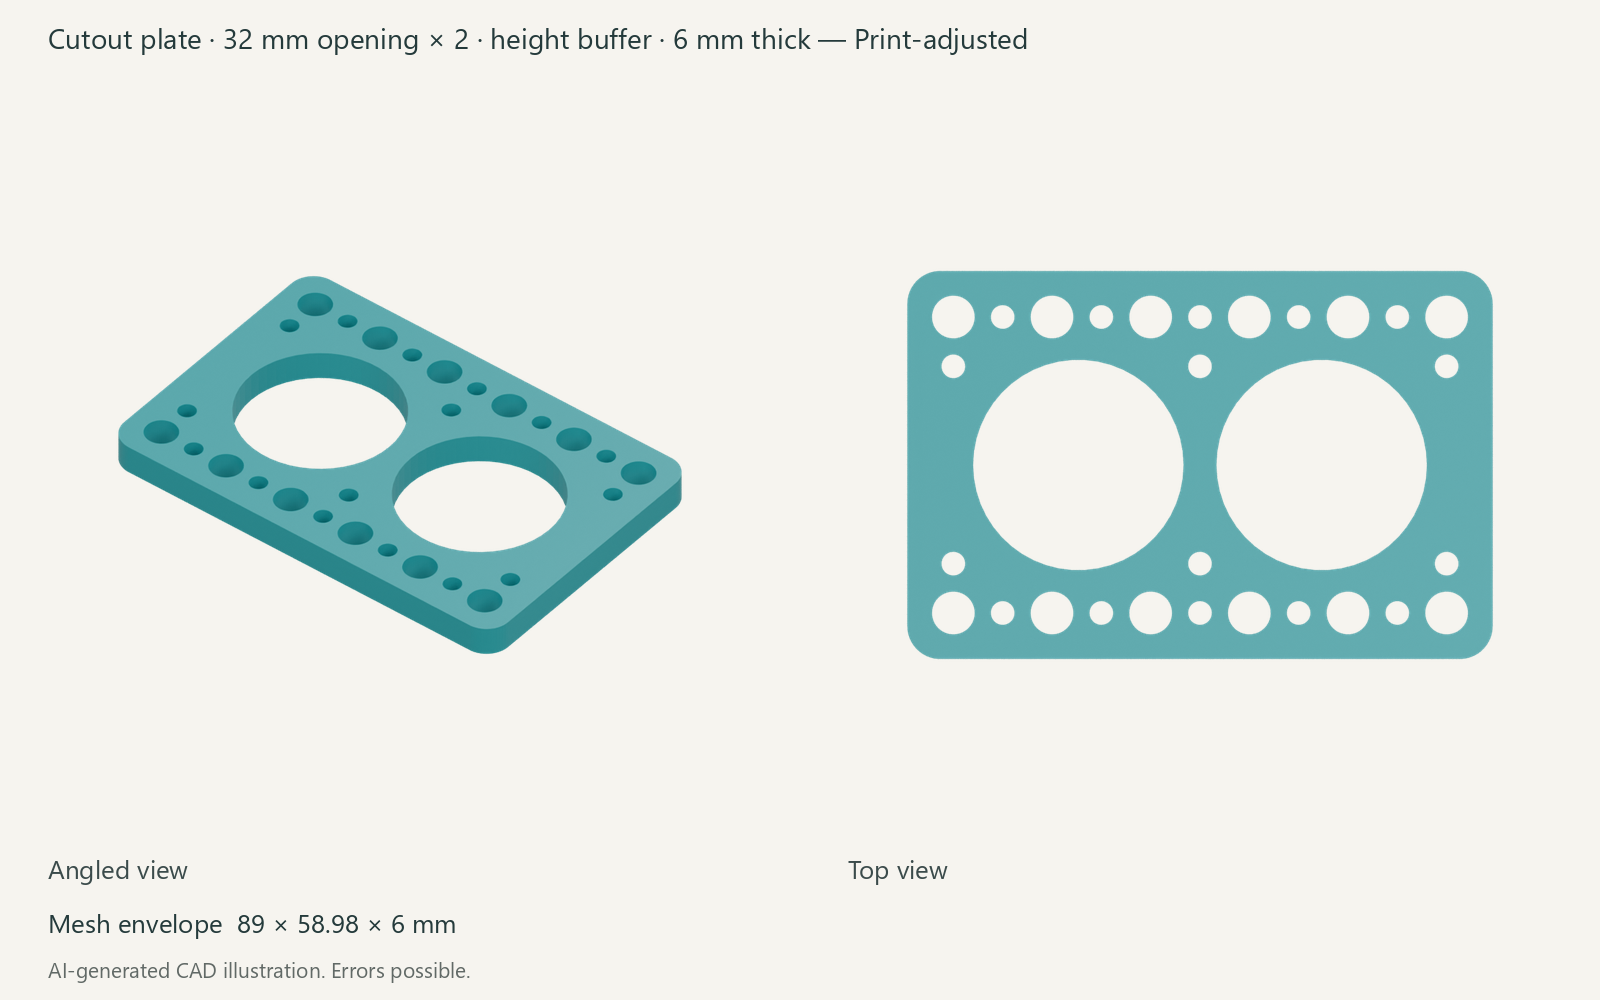 Cutout plate · 32 mm opening × 2 · height buffer · 6 mm thick — Print-adjusted
Angled view
Top view
Mesh envelope  89 × 58.98 × 6 mm
AI-generated CAD illustration. Errors possible.